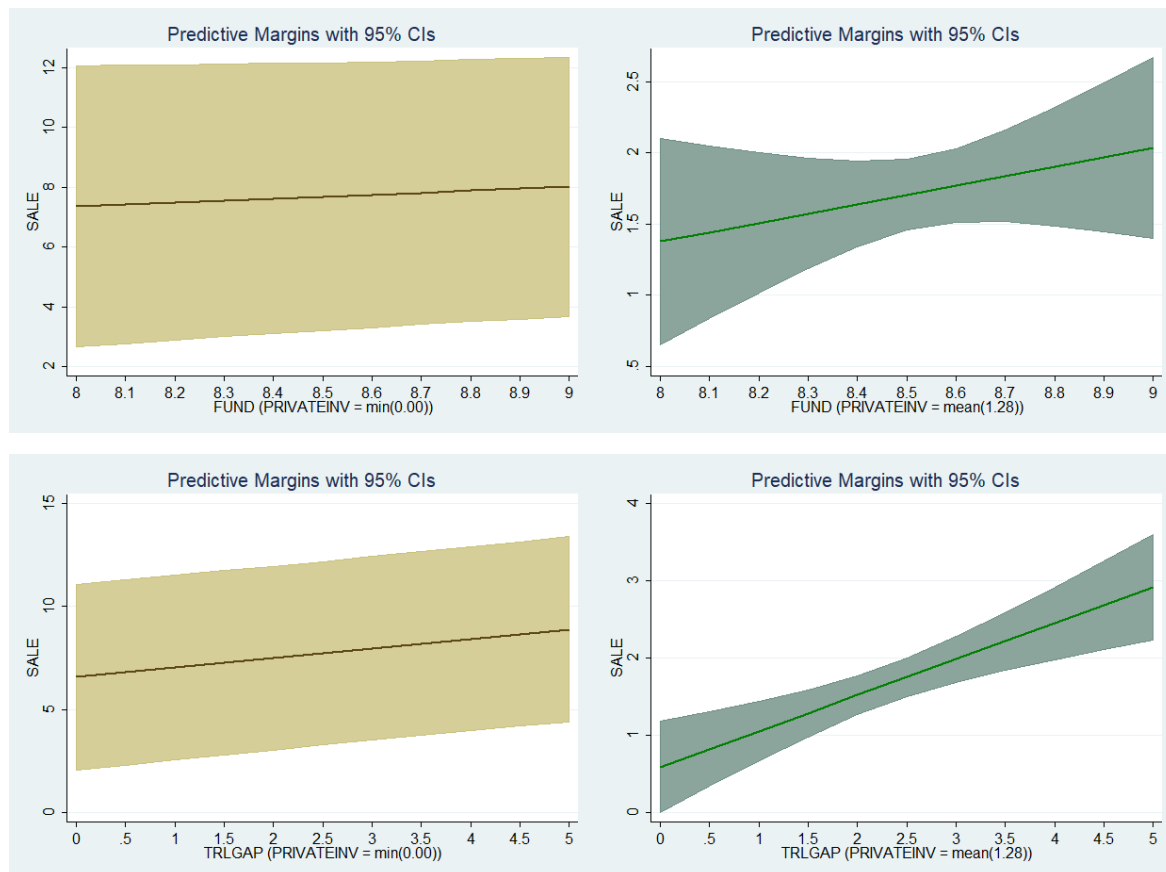 Predictive Margins with 95% CIs
SALE
12
10
8
6
4
2
8 8.1 8.2 8.3 8.4 8.5 8.6 8.7 8.8 8.9 9
FUND (PRIVATEINV = min(0.00))
Predictive Margins with 95% CIs
SALE
2.5
2
1.5
1
.5
8 8.1 8.2 8.3 8.4 8.5 8.6 8.7 8.8 8.9 9
FUND (PRIVATEINV = mean(1.28))
Predictive Margins with 95% CIs
SALE
15
10
5
0
0 .5 1 1.5 2 2.5 3 3.5 4 4.5 5
TRLGAP (PRIVATEINV = min(0.00))
Predictive Margins with 95% CIs
SALE
4
3
2
1
0
0 .5 1 1.5 2 2.5 3 3.5 4 4.5 5
TRLGAP (PRIVATEINV = mean(1.28))